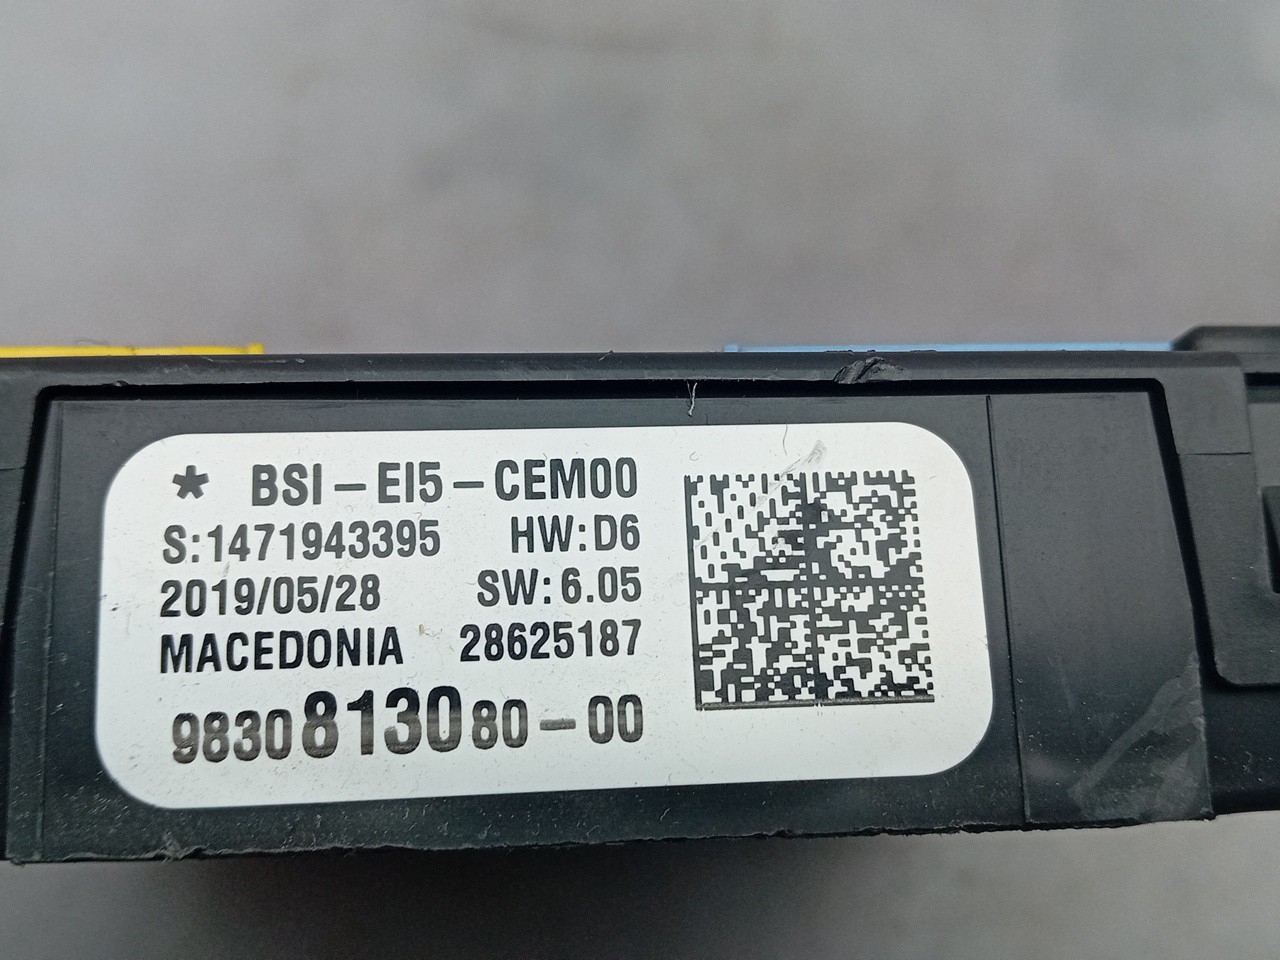 * BSI-EI5-CEM00
S:1471943395 HW:D6
2019/05/28 SW:6.05
MACEDONIA 28625187
9830813080-00